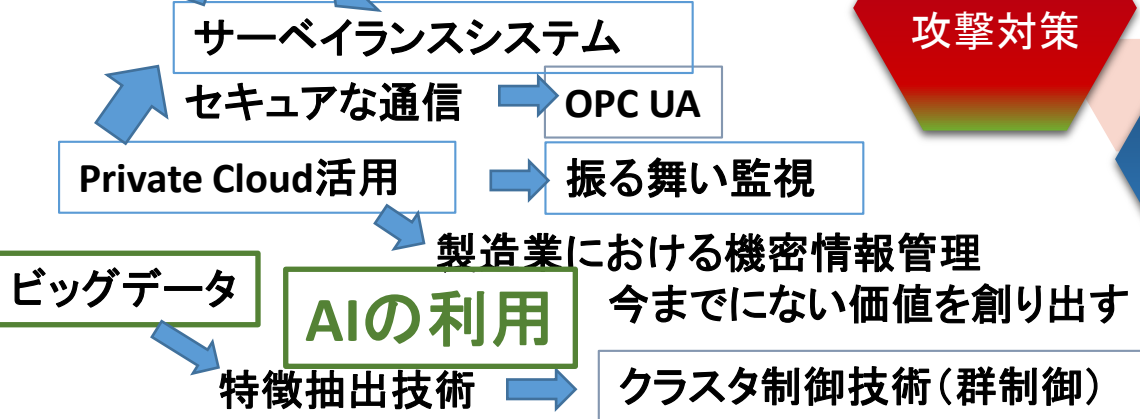 サーベイランスシステム
攻撃対策
セキュアな通信
OPC UA
Private Cloud活用
振る舞い監視
製造業における機密情報管理
ビッグデータ
AIの利用
今までにない価値を創り出す
特徴抽出技術
クラスタ制御技術（群制御）